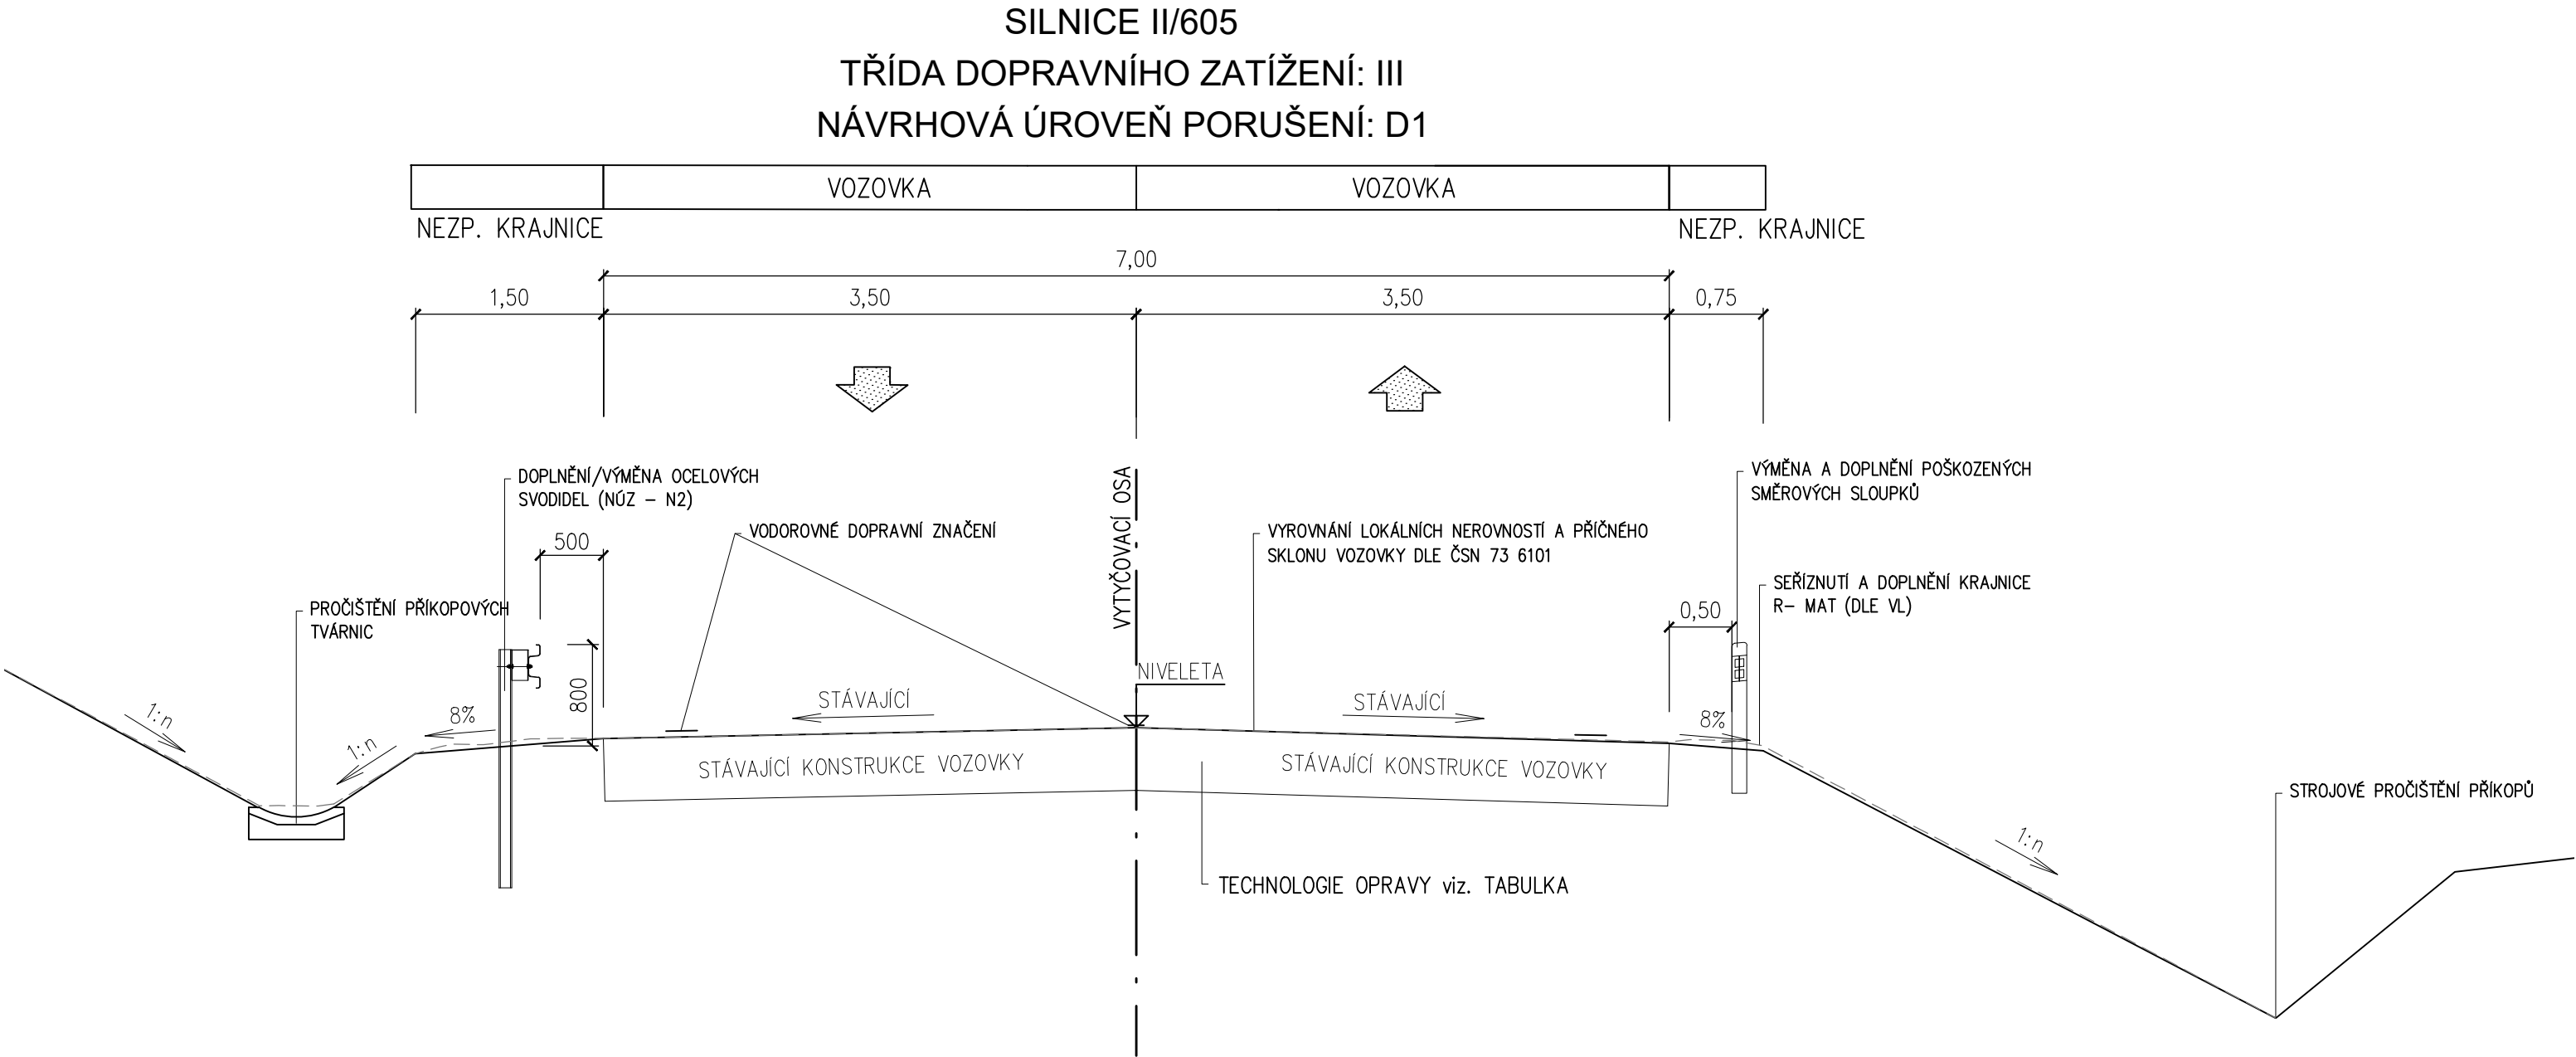 SILNICE II/605
TŘÍDA DOPRAVNÍHO ZATÍŽENÍ: III
NÁVRHOVÁ ÚROVEŇ PORUŠENÍ: D1
VOZOVKA
VOZOVKA
NEZP. KRAJNICE
NEZP. KRAJNICE
7,00
1,50
3,50
3,50
0,75
DOPLNĚNÍ/VÝMĚNA OCELOVÝCH
SVODIDEL (NÚZ – N2)
VÝMĚNA A DOPLNĚNÍ POŠKOZENÝCH
SMĚROVÝCH SLOUPKŮ
VYTYČOVACÍ OSA
VODOROVNÉ DOPRAVNÍ ZNAČENÍ
VYROVNÁNÍ LOKÁLNÍCH NEROVNOSTÍ A PŘÍČNÉHO
SKLONU VOZOVKY DLE ČSN 73 6101
500
SEŘÍZNUTÍ A DOPLNĚNÍ KRAJNICE
R– MAT (DLE VL)
PROČIŠTĚNÍ PŘÍKOPOVÝCH
TVÁRNIC
0,50
800
NIVELETA
STÁVAJÍCÍ
STÁVAJÍCÍ
1:n
8%
8%
1:n
STÁVAJÍCÍ KONSTRUKCE VOZOVKY
STÁVAJÍCÍ KONSTRUKCE VOZOVKY
STROJOVÉ PROČIŠTĚNÍ PŘÍKOPŮ
1:n
TECHNOLOGIE OPRAVY viz. TABULKA